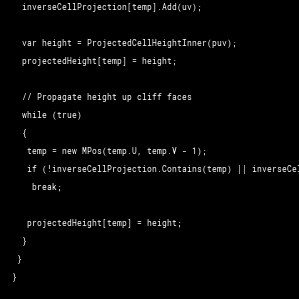 inverseCellProjection[temp].Add(uv);
var height = ProjectedCellHeightInner(puv);
projectedHeight[temp] = height;
// Propagate height up cliff faces
while (true)
{
temp = new MPos(temp.U, temp.V - 1);
if (!inverseCellProjection.Contains(temp) || inverseCel
break;
projectedHeight[temp] = height;
}
}
}